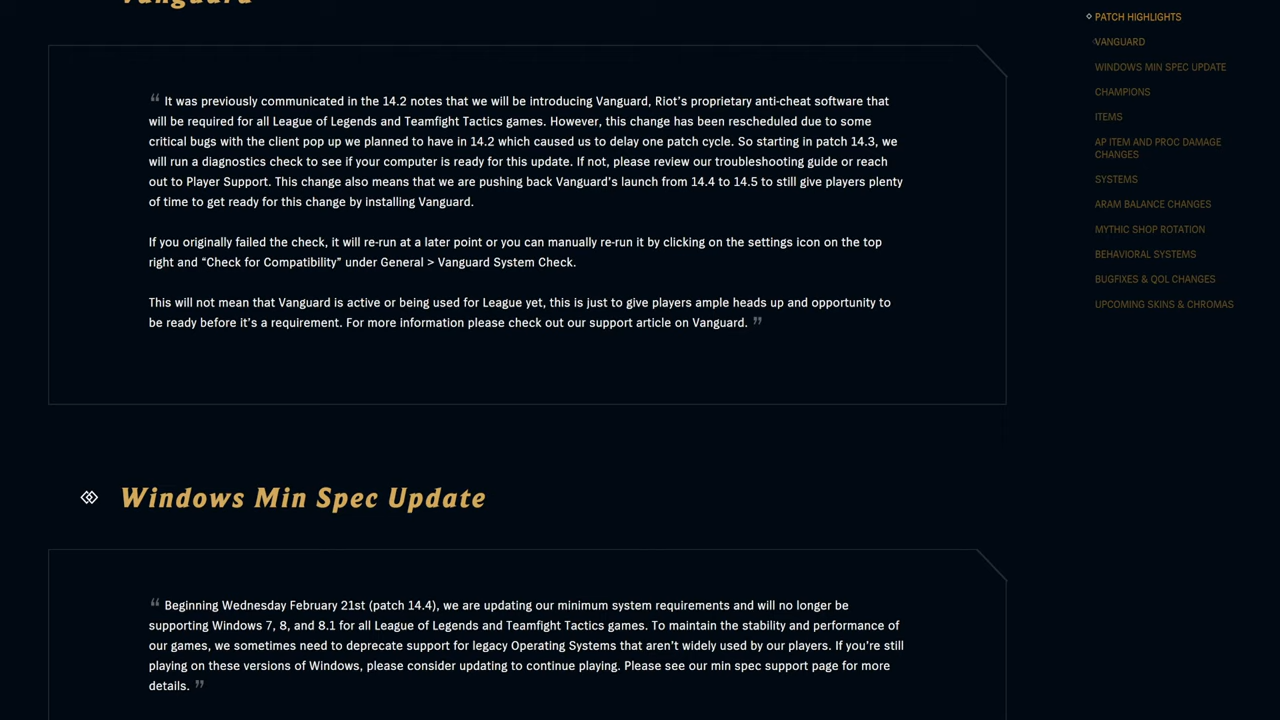 Vanguard
“ It was previously communicated in the 14.2 notes that we will be introducing Vanguard, Riot's proprietary anti-cheat software that
will be required for all League of Legends and Teamfight Tactics games. However, this change has been rescheduled due to some
critical bugs with the client pop up we planned to have in 14.2 which caused us to delay one patch cycle. So starting in patch 14.3, we
will run a diagnostics check to see if your computer is ready for this update. If not, please review our troubleshooting guide or reach
out to Player Support. This change also means that we are pushing back Vanguard's launch from 14.4 to 14.5 to still give players plenty
of time to get ready for this change by installing Vanguard.
If you originally failed the check, it will re-run at a later point or you can manually re-run it by clicking on the settings icon on the top
right and “Check for Compatibility” under General > Vanguard System Check.
This will not mean that Vanguard is active or being used for League yet, this is just to give players ample heads up and opportunity to
be ready before it's a requirement. For more information please check out our support article on Vanguard. ”
Windows Min Spec Update
“ Beginning Wednesday February 21st (patch 14.4), we are updating our minimum system requirements and will no longer be
supporting Windows 7, 8, and 8.1 for all League of Legends and Teamfight Tactics games. To maintain the stability and performance of
our games, we sometimes need to deprecate support for legacy Operating Systems that aren't widely used by our players. If you're still
playing on these versions of Windows, please consider updating to continue playing. Please see our min spec support page for more
details. ”
PATCH HIGHLIGHTS
VANGUARD
WINDOWS MIN SPEC UPDATE
CHAMPIONS
ITEMS
AP ITEM AND PROC DAMAGE
CHANGES
SYSTEMS
ARAM BALANCE CHANGES
MYTHIC SHOP ROTATION
BEHAVIORAL SYSTEMS
BUGFIXES & QOL CHANGES
UPCOMING SKINS & CHROMAS